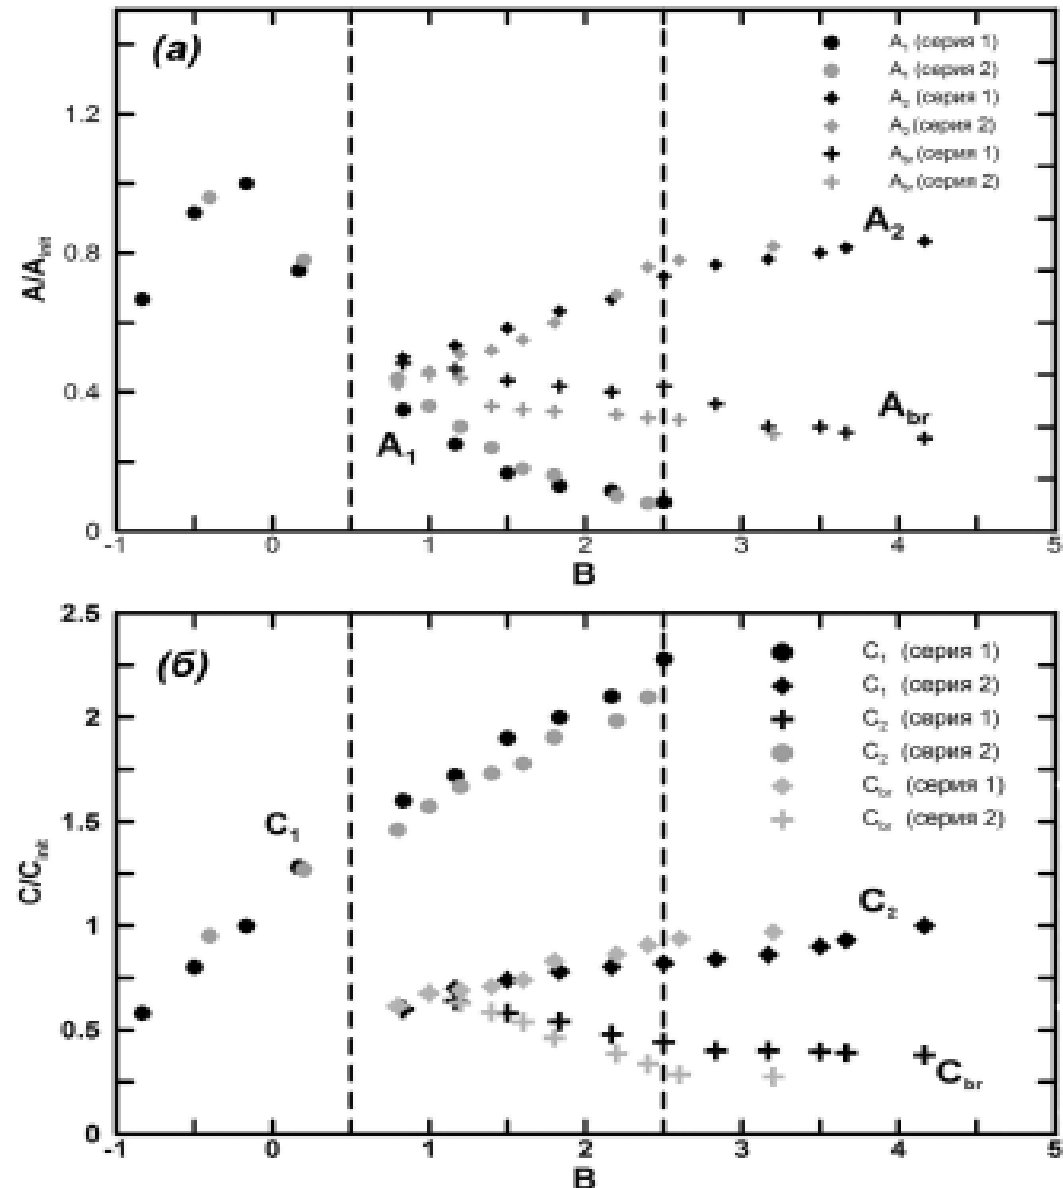 (а)
A₁ (серия 1)
A₁ (серия 2)
A₂ (серия 1)
A₂ (серия 2)
A_br (серия 1)
A_br (серия 2)
1.2
0.8
0.4
0
A/A_init
A₂
A_br
A₁
-1 0 1 2 3 4 5
B
(б)
C₁ (серия 1)
C₁ (серия 2)
C₂ (серия 1)
C₂ (серия 2)
C_br (серия 1)
C_br (серия 2)
2.5
2
1.5
1
0.5
0
C/C_init
C₁
C₂
C_br
-1 0 1 2 3 4 5
B